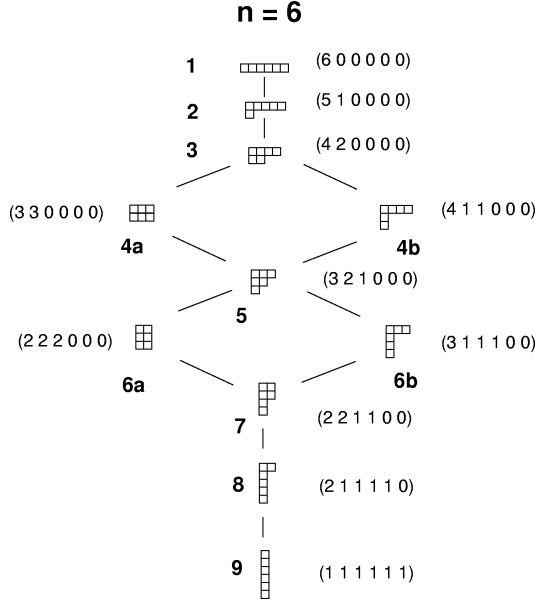 n = 6
1 (6 0 0 0 0 0)
2 (5 1 0 0 0 0)
3 (4 2 0 0 0 0)
(3 3 0 0 0 0) (4 1 1 0 0 0)
4a 4b
(3 2 1 0 0 0)
5
(2 2 2 0 0 0) (3 1 1 1 0 0)
6a 6b
(2 2 1 1 0 0)
7
8 (2 1 1 1 1 0)
9 (1 1 1 1 1 1)